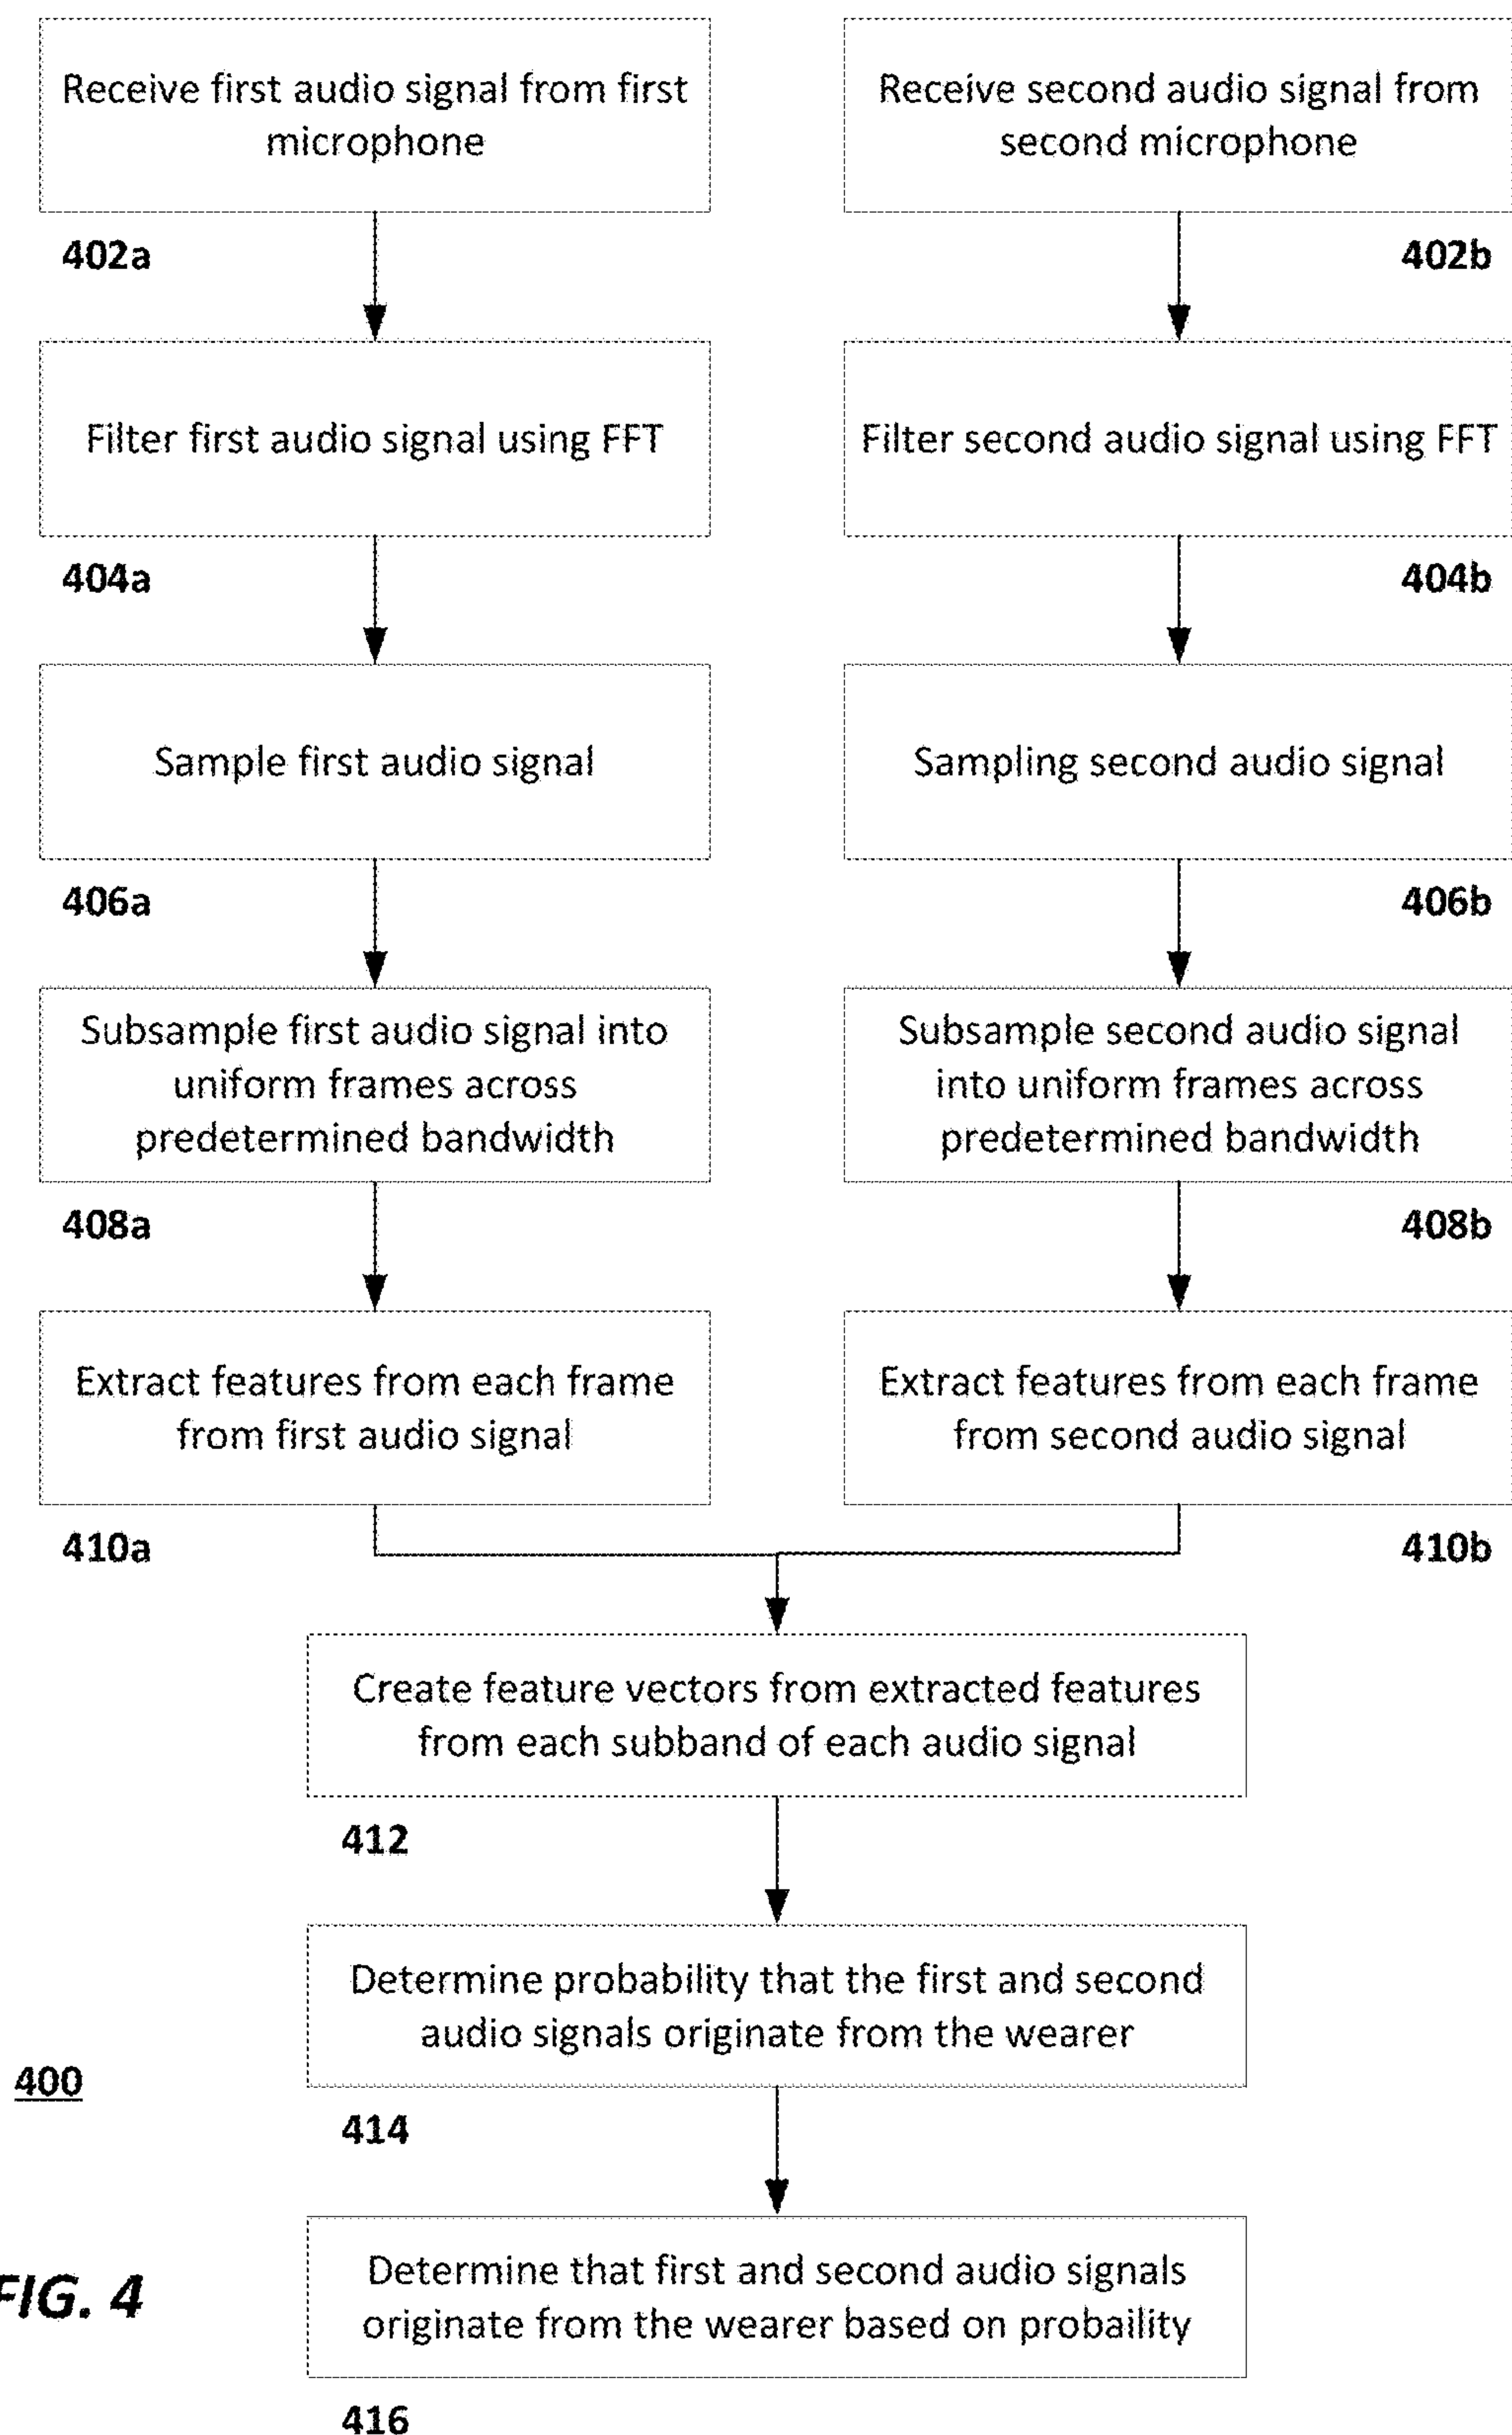 Receive first audio signal from first
microphone
402a
Receive second audio signal from
second microphone
402b
Filter first audio signal using FFT
404a
Filter second audio signal using FFT
404b
Sample first audio signal
406a
Sampling second audio signal
406b
Subsample first audio signal into
uniform frames across
predetermined bandwidth
408a
Subsample second audio signal
into uniform frames across
predetermined bandwidth
408b
Extract features from each frame
from first audio signal
410a
Extract features from each frame
from second audio signal
410b
Create feature vectors from extracted features
from each subband of each audio signal
412
Determine probability that the first and second
audio signals originate from the wearer
414
400
Determine that first and second audio signals
originate from the wearer based on probaility
416
FIG. 4